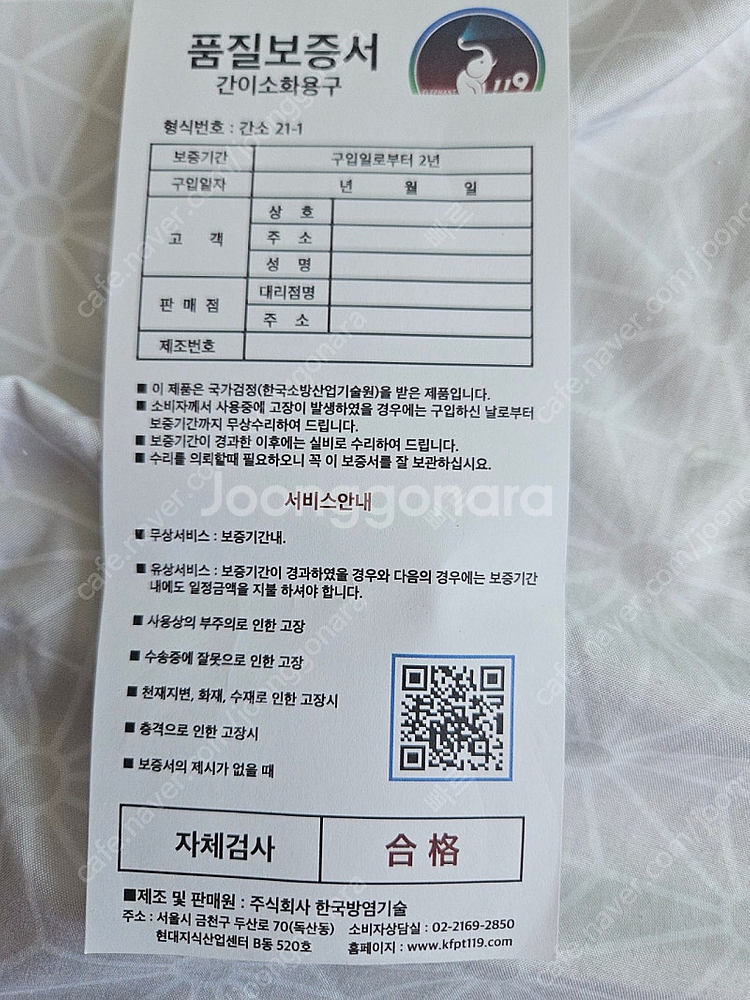 품질보증서
간이소화용구
ELEPHANT 119
형식번호 : 간소 21-1
보증기간 구입일로부터 2년
구입일자 년 월 일
고 객 상 호
주 소
성 명
판 매 점 대리점명
주 소
제조번호
■ 이 제품은 국가검정(한국소방산업기술원)을 받은 제품입니다.
■ 소비자께서 사용중에 고장이 발생하였을 경우에는 구입하신 날로부터
보증기간까지 무상수리하여 드립니다.
■ 보증기간이 경과한 이후에는 실비로 수리하여 드립니다.
■ 수리를 의뢰할때 필요하오니 꼭 이 보증서를 잘 보관하십시요.
서비스안내
Joonggonara
■ 무상서비스 : 보증기간내.
■ 유상서비스 : 보증기간이 경과하였을 경우와 다음의 경우에는 보증기간
내에도 일정금액을 지불 하셔야 합니다.
■ 사용상의 부주의로 인한 고장
■ 수송중에 잘못으로 인한 고장
■ 천재지변, 화재, 수재로 인한 고장시
■ 충격으로 인한 고장시
■ 보증서의 제시가 없을 때
자체검사 合格
■제조 및 판매원 : 주식회사 한국방염기술
주소 : 서울시 금천구 두산로 70(독산동) 소비자상담실 : 02-2169-2850
현대지식산업센터 B동 520호 홈페이지 : www.kfpt119.com
cafe.naver.com/joonggonara